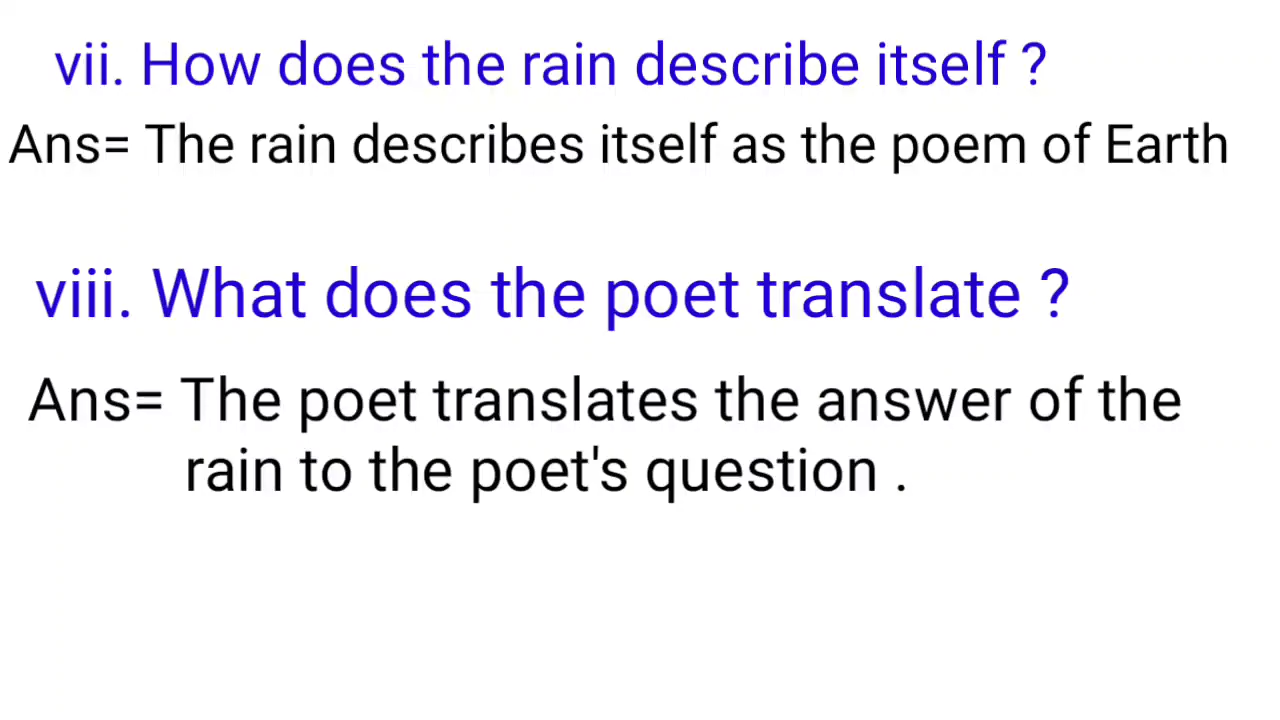 vii. How does the rain describe itself ?
Ans= The rain describes itself as the poem of Earth
viii. What does the poet translate ?
Ans= The poet translates the answer of the
rain to the poet's question .